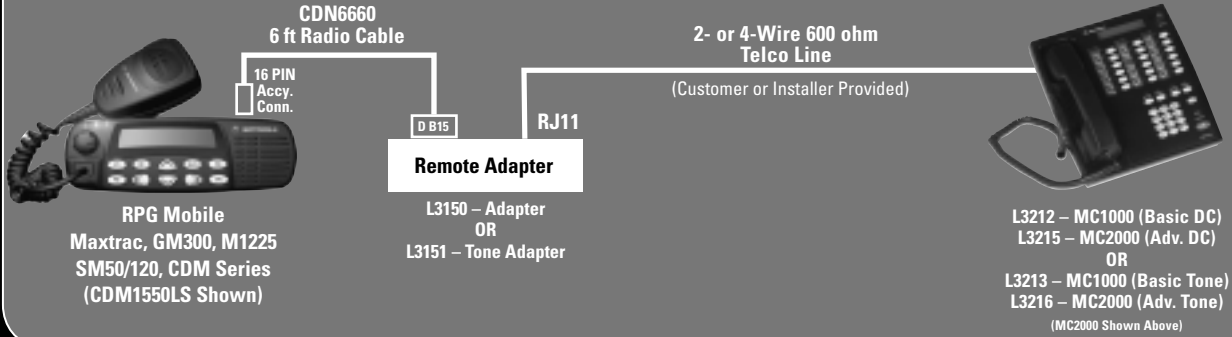 CDN6660
6 ft Radio Cable
16 PIN
Accy.
Conn.
D B15
RJ11
2- or 4-Wire 600 ohm
Telco Line
(Customer or Installer Provided)
Remote Adapter
L3150 – Adapter
OR
L3151 – Tone Adapter
RPG Mobile
Maxtrac, GM300, M1225
SM50/120, CDM Series
(CDM1550LS Shown)
L3212 – MC1000 (Basic DC)
L3215 – MC2000 (Adv. DC)
OR
L3213 – MC1000 (Basic Tone)
L3216 – MC2000 (Adv. Tone)
(MC2000 Shown Above)